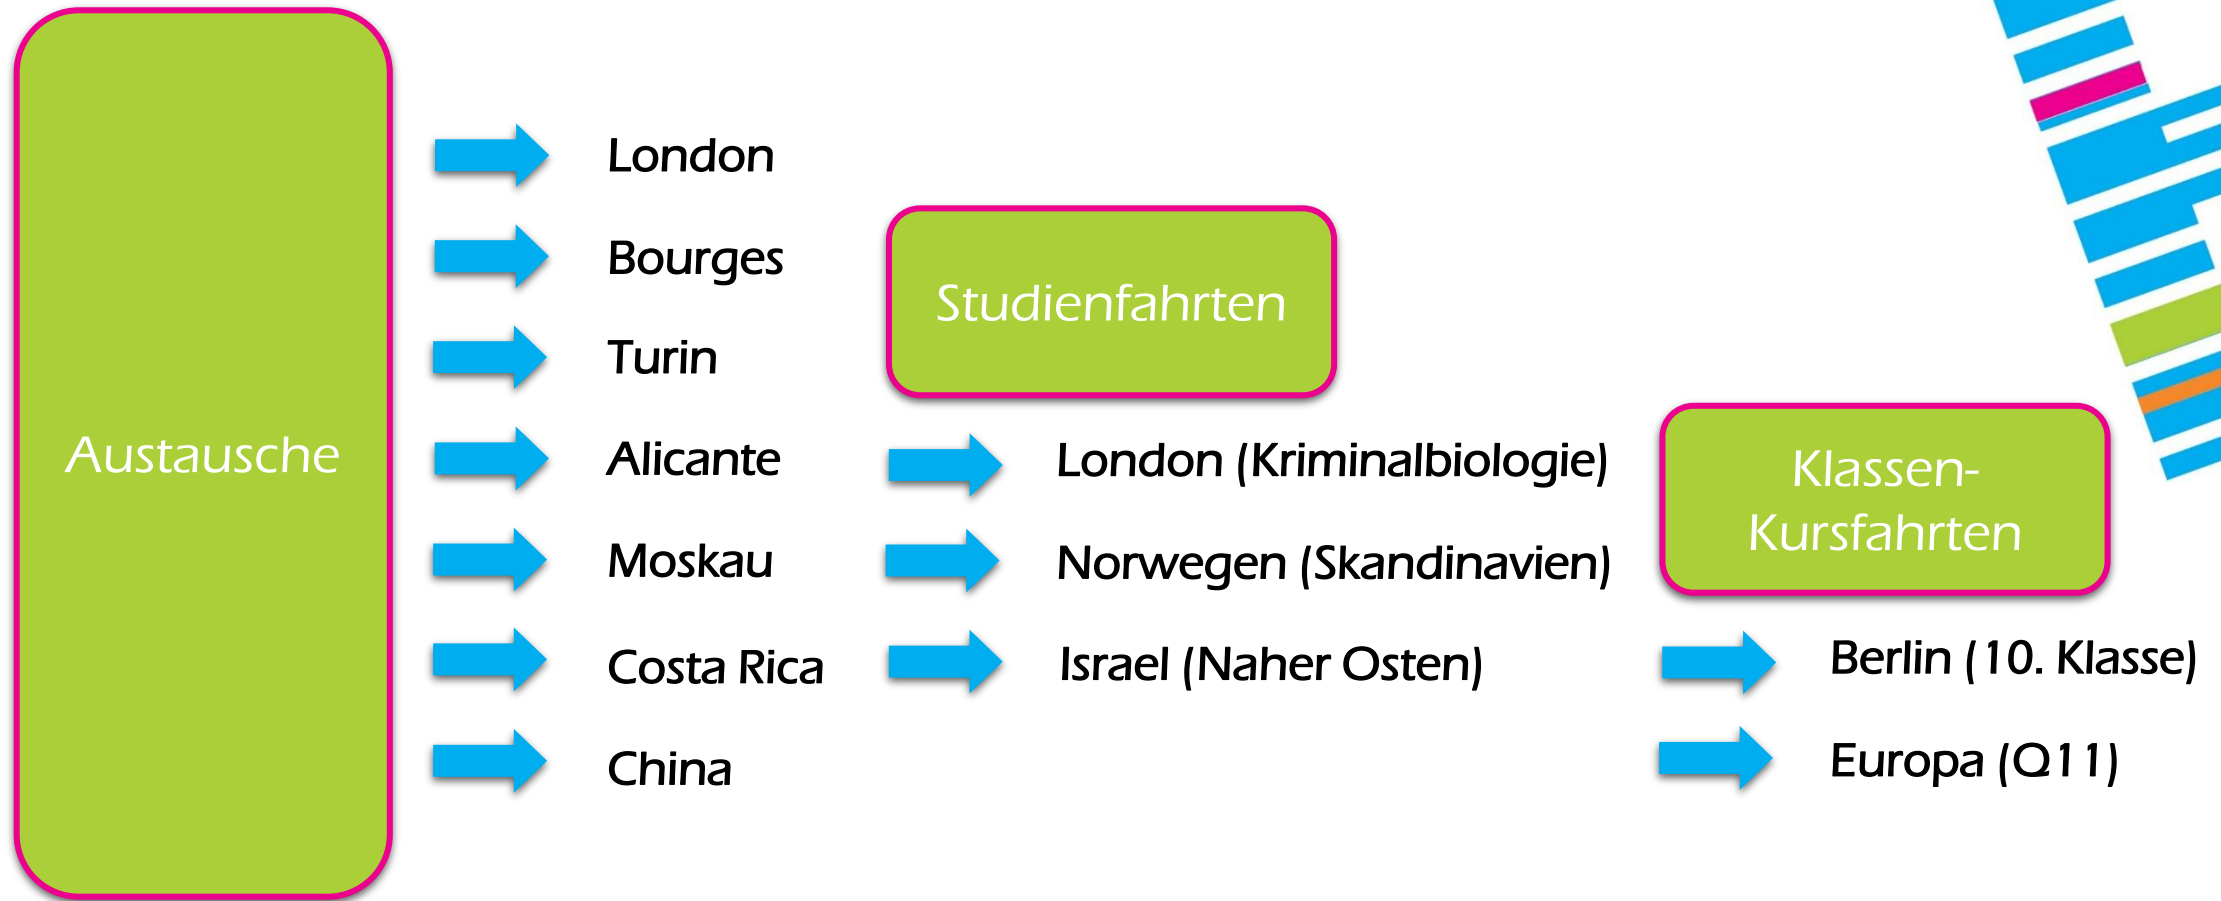 Austausche
London
Bourges
Turin
Alicante
Moskau
Costa Rica
China
Studienfahrten
London (Kriminalbiologie)
Norwegen (Skandinavien)
Israel (Naher Osten)
Klassen-
Kursfahrten
Berlin (10. Klasse)
Europa (Q11)